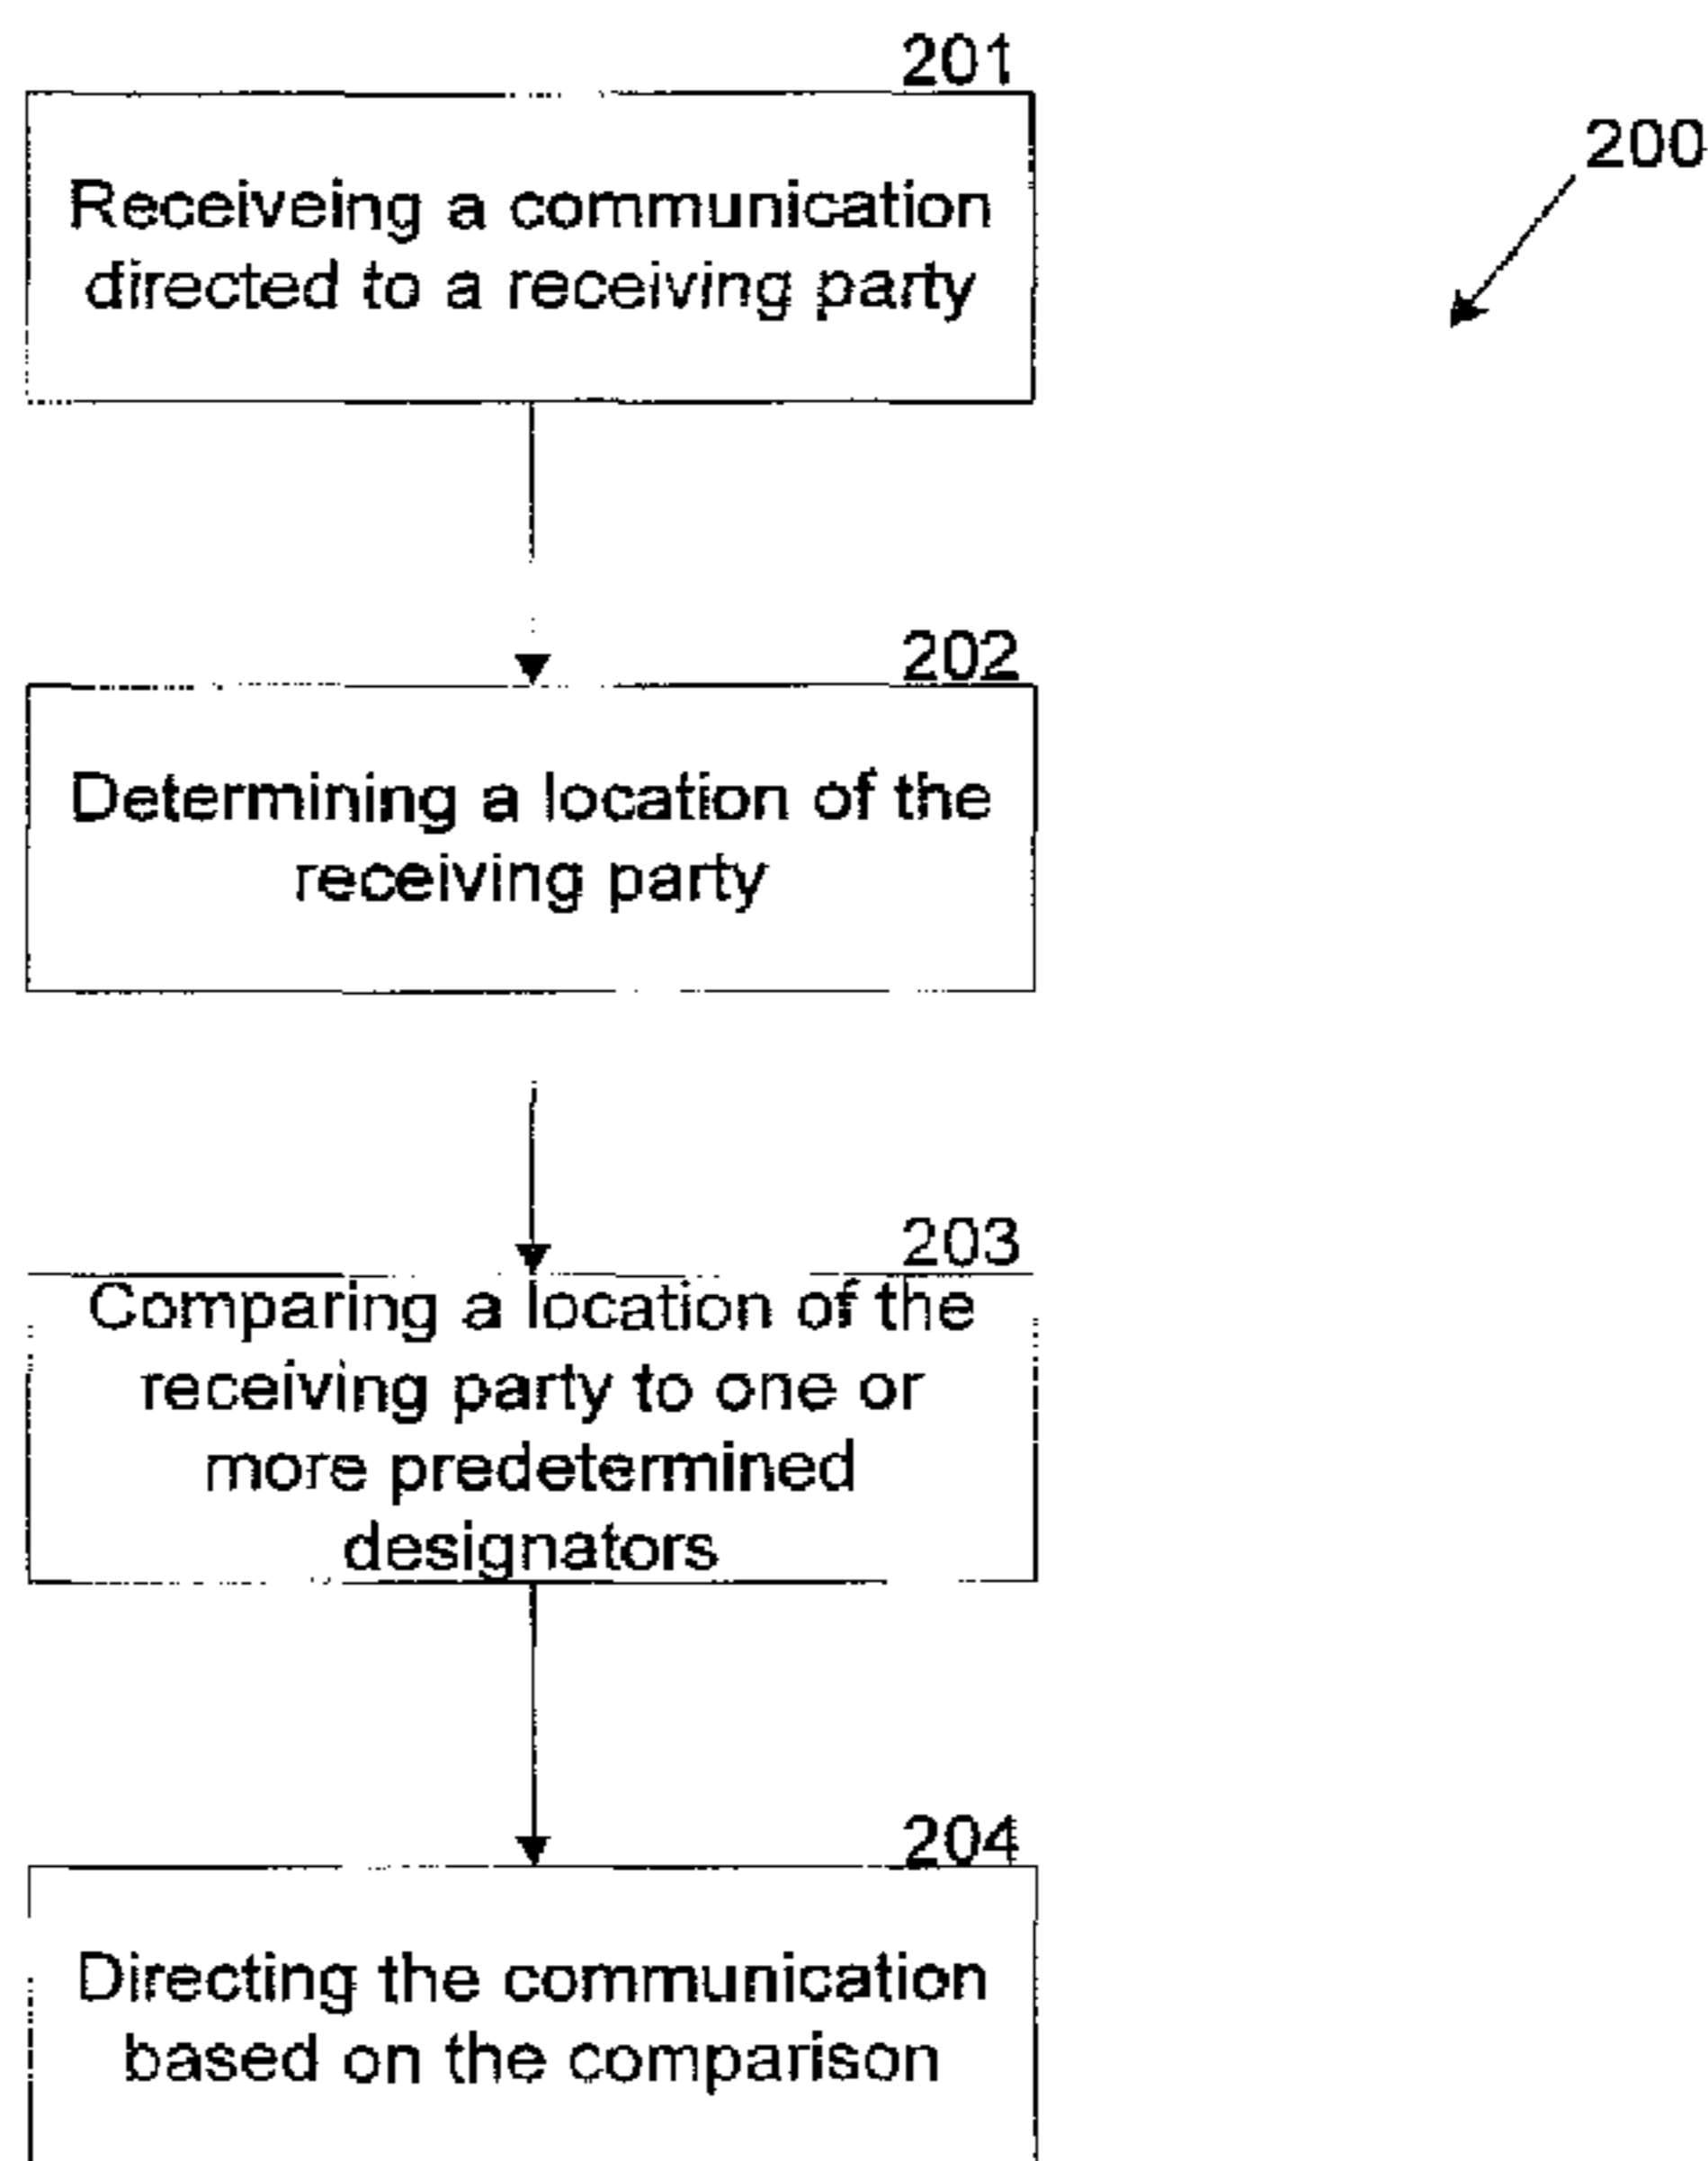 201
200
Receiveing a communication
directed to a receiving party
202
Determining a location of the
receiving party
203
Comparing a location of the
receiving party to one or
more predetermined
designators
204
Directing the communication
based on the comparison